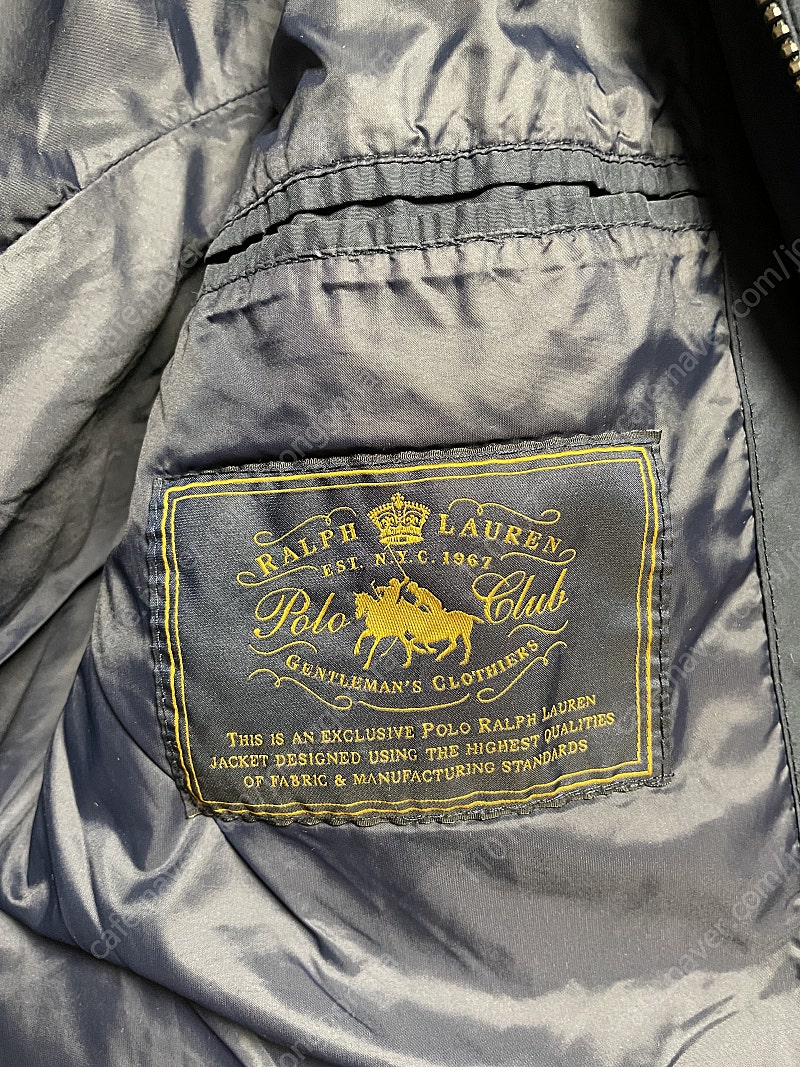 RALPH LAUREN
EST. N.Y.C. 1967
Polo Club
GENTLEMAN'S CLOTHIERS
THIS IS AN EXCLUSIVE POLO RALPH LAUREN
JACKET DESIGNED USING THE HIGHEST QUALITIES
OF FABRIC & MANUFACTURING STANDARDS